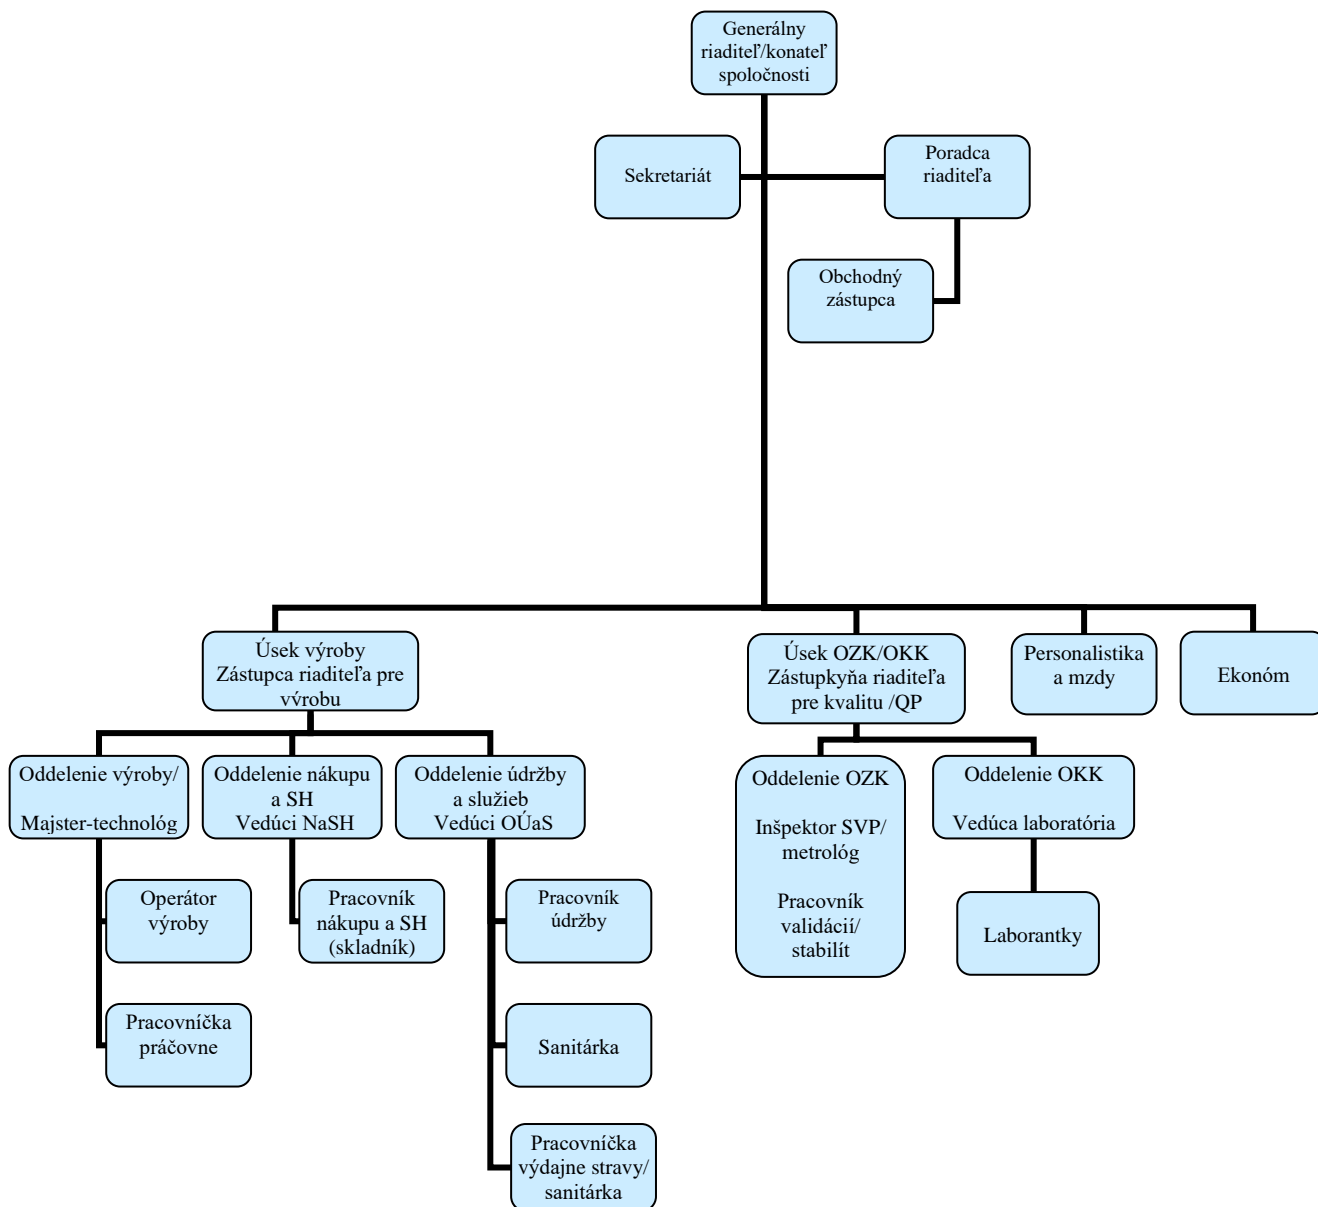 Generálny
riaditeľ/konateľ
spoločnosti
Sekretariát
Poradca
riaditeľa
Obchodný
zástupca
Úsek výroby
Zástupca riaditeľa pre
výrobu
Úsek OZK/OKK
Zástupkyňa riaditeľa
pre kvalitu /QP
Personalistika
a mzdy
Ekonóm
Oddelenie výroby/
Majster-technológ
Oddelenie nákupu
a SH
Vedúci NaSH
Oddelenie údržby
a služieb
Vedúci OÚaS
Oddelenie OZK
Inšpektor SVP/
metrológ
Pracovník
validácií/
stabilít
Oddelenie OKK
Vedúca laboratória
Operátor
výroby
Pracovník
nákupu a SH
(skladník)
Pracovník
údržby
Laborantky
Pracovníčka
práčovne
Sanitárka
Pracovníčka
výdajne stravy/
sanitárka